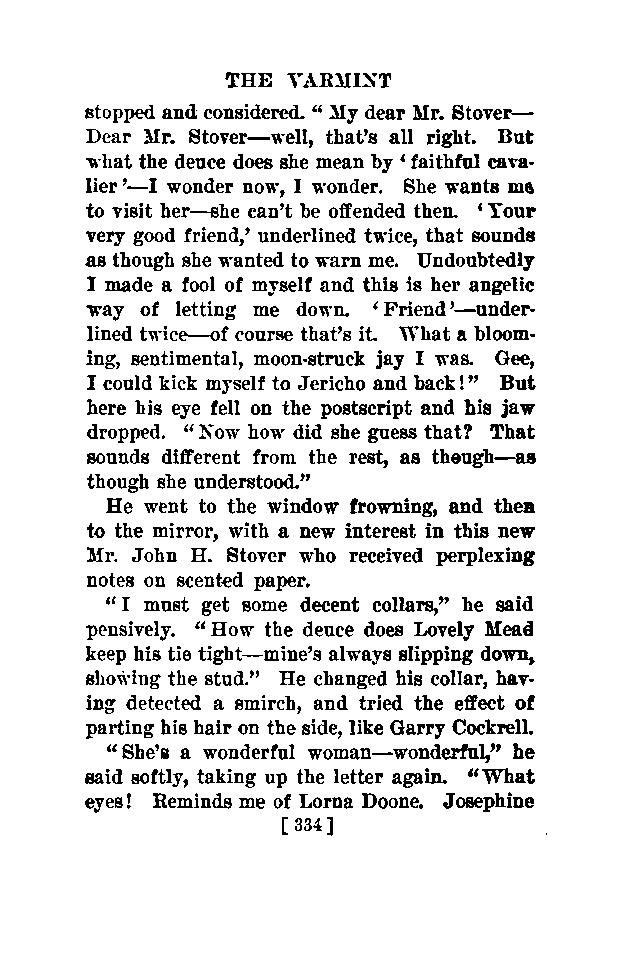 THE VARMINT
stopped and considered. “ My dear Mr. Stover—
Dear Mr. Stover—well, that’s all right. But
what the deuce does she mean by ‘ faithful cava-
lier ’—I wonder now, I wonder. She wants me
to visit her—she can’t be offended then. ‘ Your
very good friend,’ underlined twice, that sounds
as though she wanted to warn me. Undoubtedly
I made a fool of myself and this is her angelic
way of letting me down. ‘ Friend ’—under-
lined twice—of course that’s it. What a bloom-
ing, sentimental, moon-struck jay I was. Gee,
I could kick myself to Jericho and back! ” But
here his eye fell on the postscript and his jaw
dropped. “ Now how did she guess that? That
sounds different from the rest, as though—as
though she understood.”
He went to the window frowning, and then
to the mirror, with a new interest in this new
Mr. John H. Stover who received perplexing
notes on scented paper.
“ I must get some decent collars,” he said
pensively. “ How the deuce does Lovely Mead
keep his tie tight—mine’s always slipping down,
showing the stud.” He changed his collar, hav-
ing detected a smirch, and tried the effect of
parting his hair on the side, like Garry Cockrell.
“ She’s a wonderful woman—wonderful,” he
said softly, taking up the letter again. “ What
eyes! Reminds me of Lorna Doone. Josephine
[ 334 ]